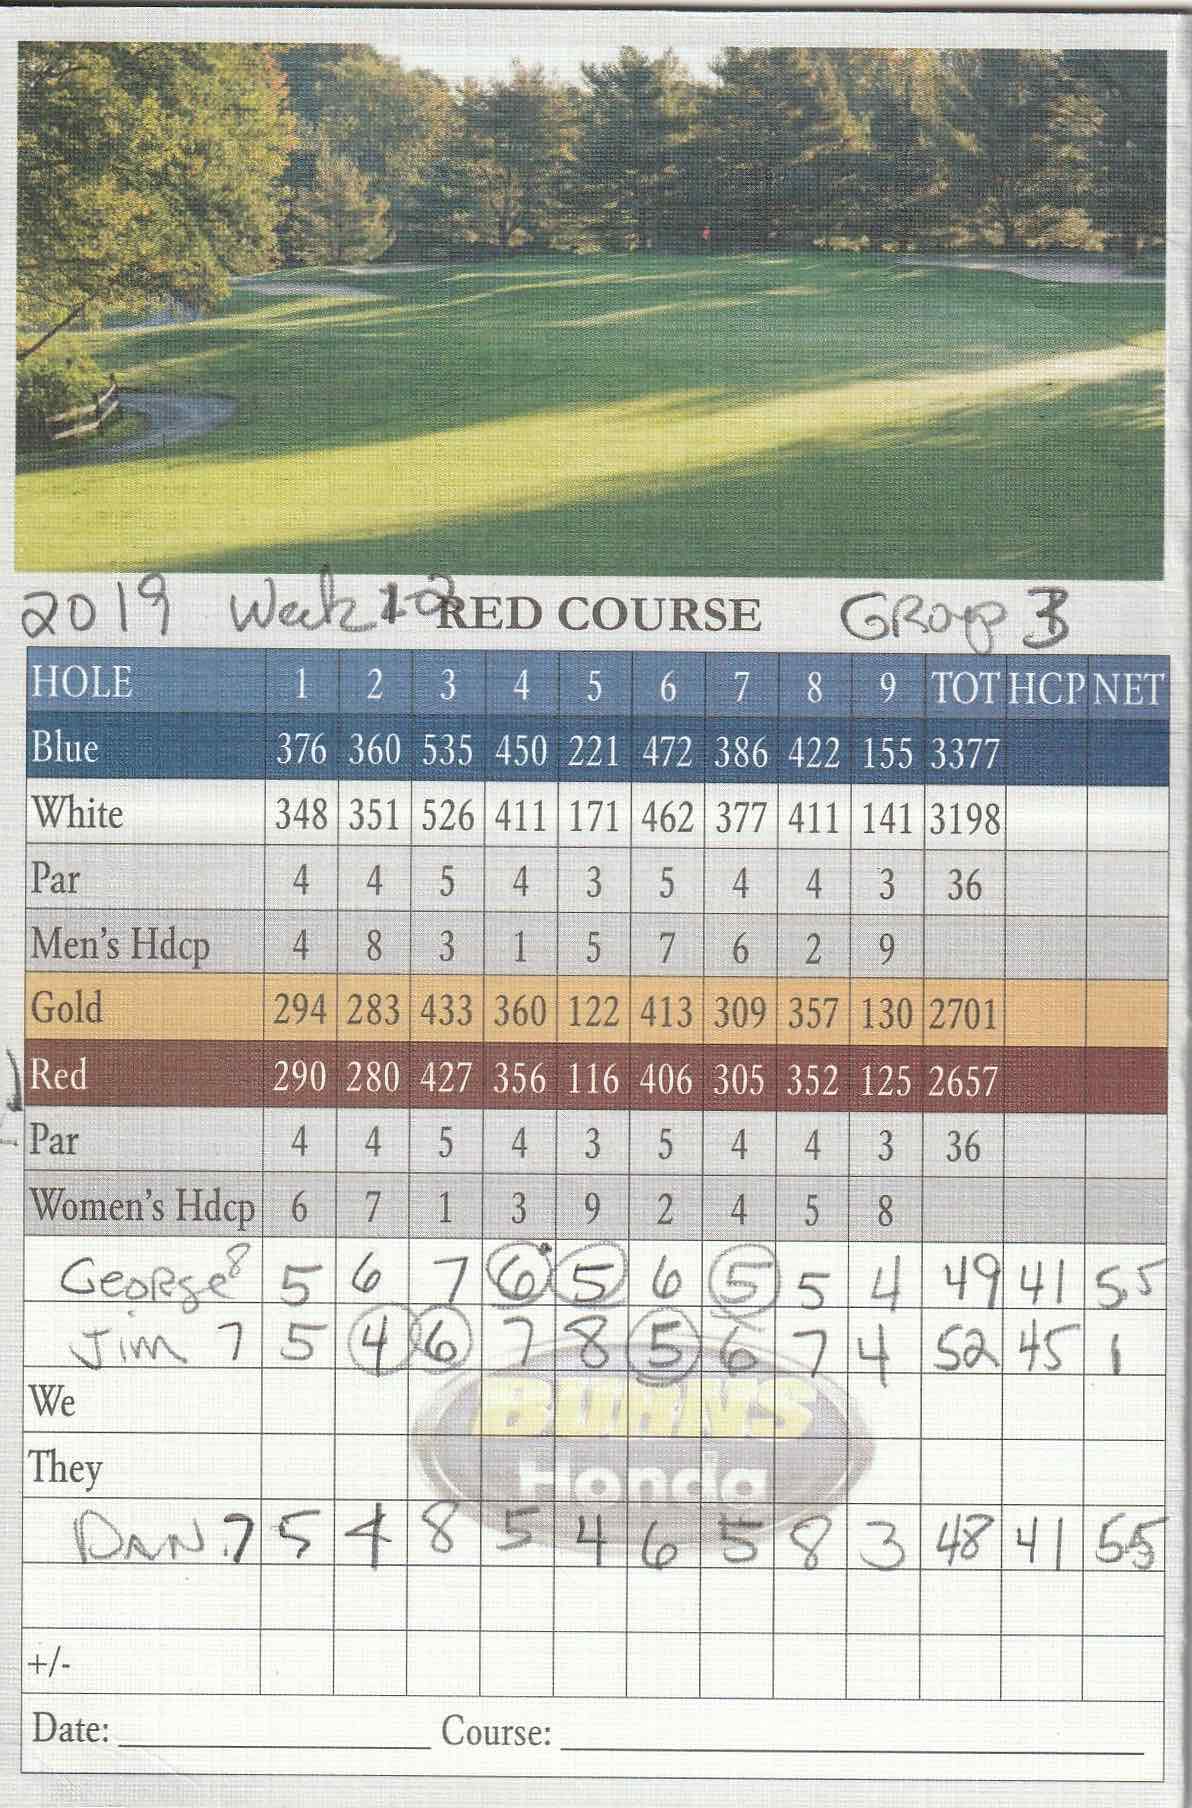 2019 Week 12 RED COURSE Group 3
HOLE 1 2 3 4 5 6 7 8 9 TOT HCP NET
Blue 376 360 535 450 221 472 386 422 155 3377
White 348 351 526 411 171 462 377 411 141 3198
Par 4 4 5 4 3 5 4 4 3 36
Men's Hdcp 4 8 3 1 5 7 6 2 9
Gold 294 283 433 360 122 413 309 357 130 2701
Red 290 280 427 356 116 406 305 352 125 2657
Par 4 4 5 4 3 5 4 4 3 36
Women's Hdcp 6 7 1 3 9 2 4 5 8
George 8 5 6 7 6 5 6 5 5 4 49 41 5.5
Jim 7 5 4 6 7 8 5 6 7 4 52 45 1
We
BURNS
They
Honda
DAN 7 5 4 8 5 4 6 5 8 3 48 41 5.5
+/-
Date: Course: